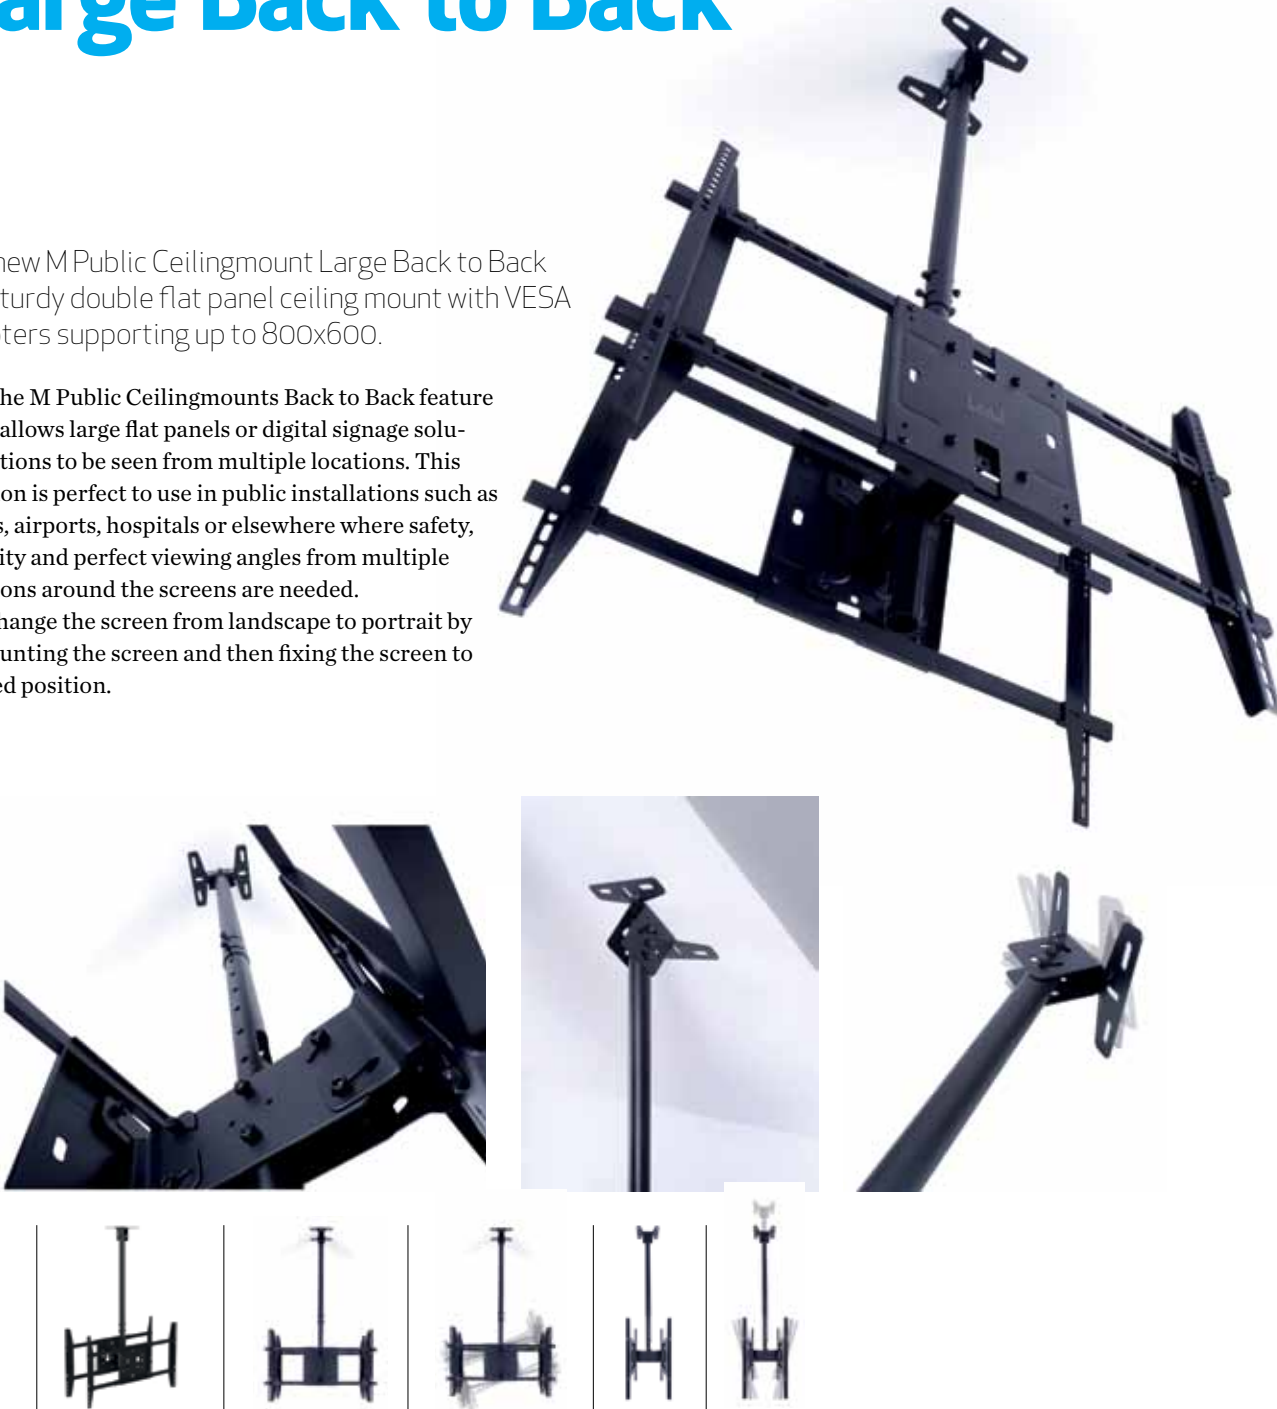 arge Back to Back
new M Public Ceilingmount Large Back to Back
turdy double flat panel ceiling mount with VESA
ters supporting up to 800x600.
he M Public Ceilingmounts Back to Back feature
allows large flat panels or digital signage solu-
tions to be seen from multiple locations. This
on is perfect to use in public installations such as
s, airports, hospitals or elsewhere where safety,
ity and perfect viewing angles from multiple
ons around the screens are needed.
hange the screen from landscape to portrait by
unting the screen and then fixing the screen to
ed position.